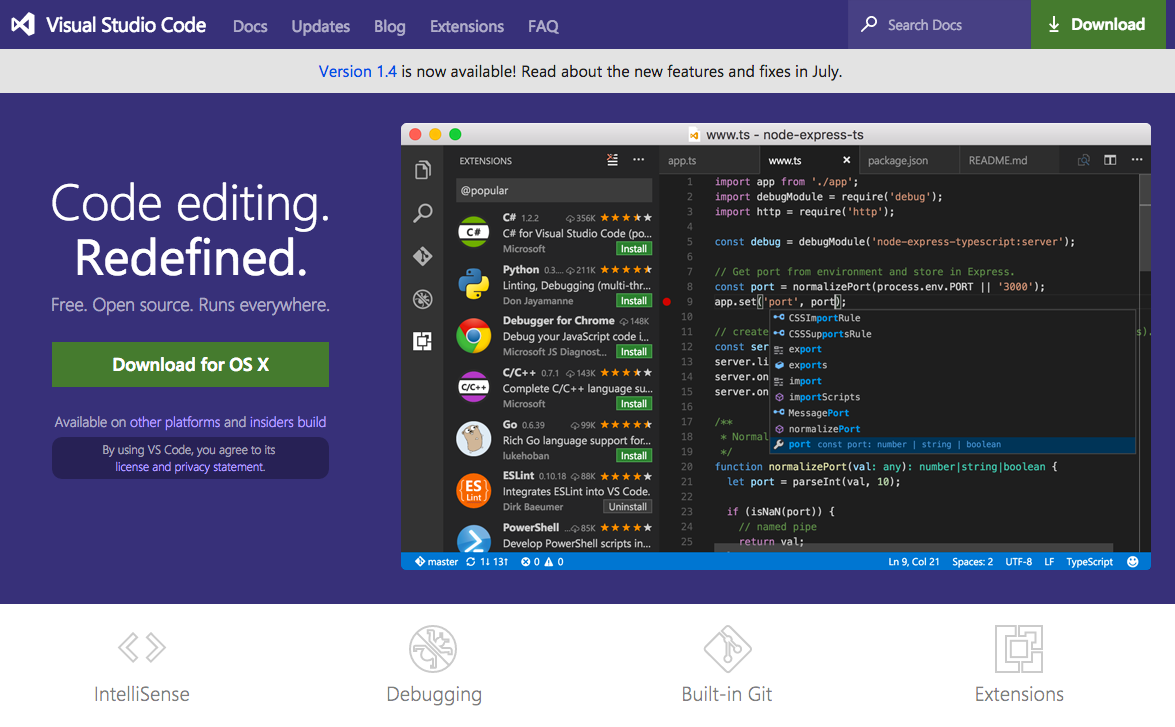 Visual Studio Code
Docs
Updates
Blog
Extensions
FAQ
Search Docs
Download
Version 1.4 is now available! Read about the new features and fixes in July.
Code editing.
Redefined.
Free. Open source. Runs everywhere.
Download for OS X
Available on other platforms and insiders build
By using VS Code, you agree to its
license and privacy statement.
www.ts - node-express-ts
EXTENSIONS
@popular
C# 1.2.2 356K
C#
C# for Visual Studio Code (po...
Microsoft
Install
Python 0.3.... 211K
Linting, Debugging (multi-thr...
Don Jayamanne
Install
Debugger for Chrome 148K
Debug your JavaScript code i...
Microsoft JS Diagnost...
Install
C/C++ 0.7.1 143K
C/C++
Complete C/C++ language su...
Microsoft
Install
Go 0.6.39 99K
Rich Go language support for...
lukehoban
Install
ESLint 0.10.18 88K
ES
Lint
Integrates ESLint into VS Code.
Dirk Baeumer
Uninstall
PowerShell ... 85K
Develop PowerShell scripts in...
app.ts
www.ts
package.json
README.md
1 import app from './app';
2 import debugModule = require('debug');
3 import http = require('http');
4
5 const debug = debugModule('node-express-typescript:server');
6
7 // Get port from environment and store in Express.
8 const port = normalizePort(process.env.PORT || '3000');
9 app.set('port', port);
10
11 // create s).
12 const ser
13 server.li
14 server.on
15 server.on
16
17 /**
18 * Normal
19 */
20 function normalizePort(val: any): number|string|boolean {
21 let port = parseInt(val, 10);
22
23 if (isNaN(port)) {
24 // named pipe
25 return val;
CSSImportRule
CSSSupportsRule
export
exports
import
importScripts
MessagePort
normalizePort
port const port: number | string | boolean
master
1↓ 13↑
0
0
Ln 9, Col 21
Spaces: 2
UTF-8
LF
TypeScript
IntelliSense
Debugging
Built-in Git
Extensions